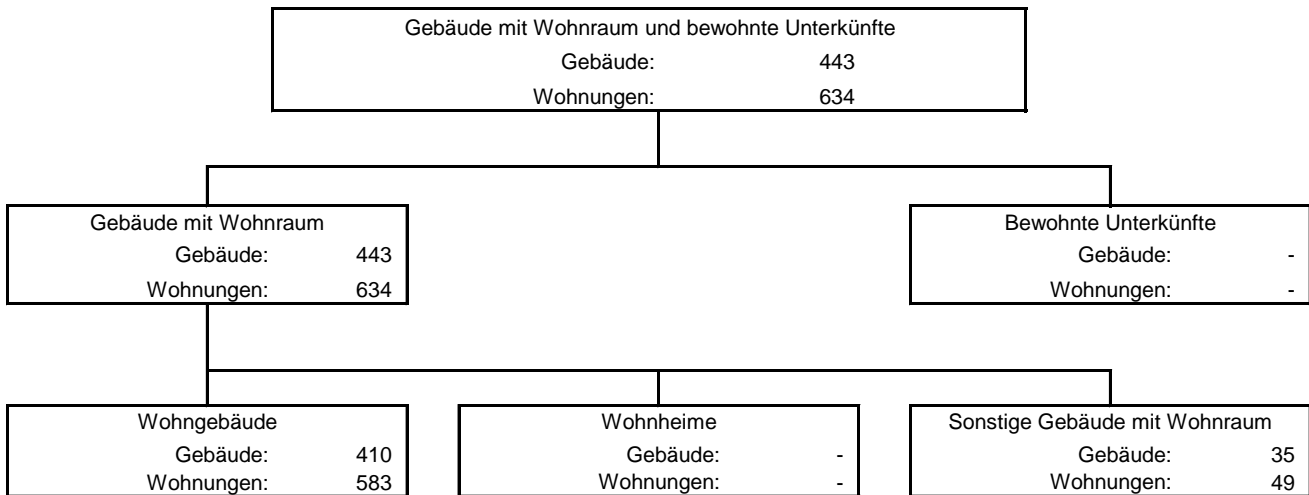 Gebäude mit Wohnraum und bewohnte Unterkünfte
Gebäude: 443
Wohnungen: 634
Gebäude mit Wohnraum
Gebäude: 443
Wohnungen: 634
Bewohnte Unterkünfte
Gebäude: -
Wohnungen: -
Wohngebäude
Gebäude: 410
Wohnungen: 583
Wohnheime
Gebäude: -
Wohnungen: -
Sonstige Gebäude mit Wohnraum
Gebäude: 35
Wohnungen: 49